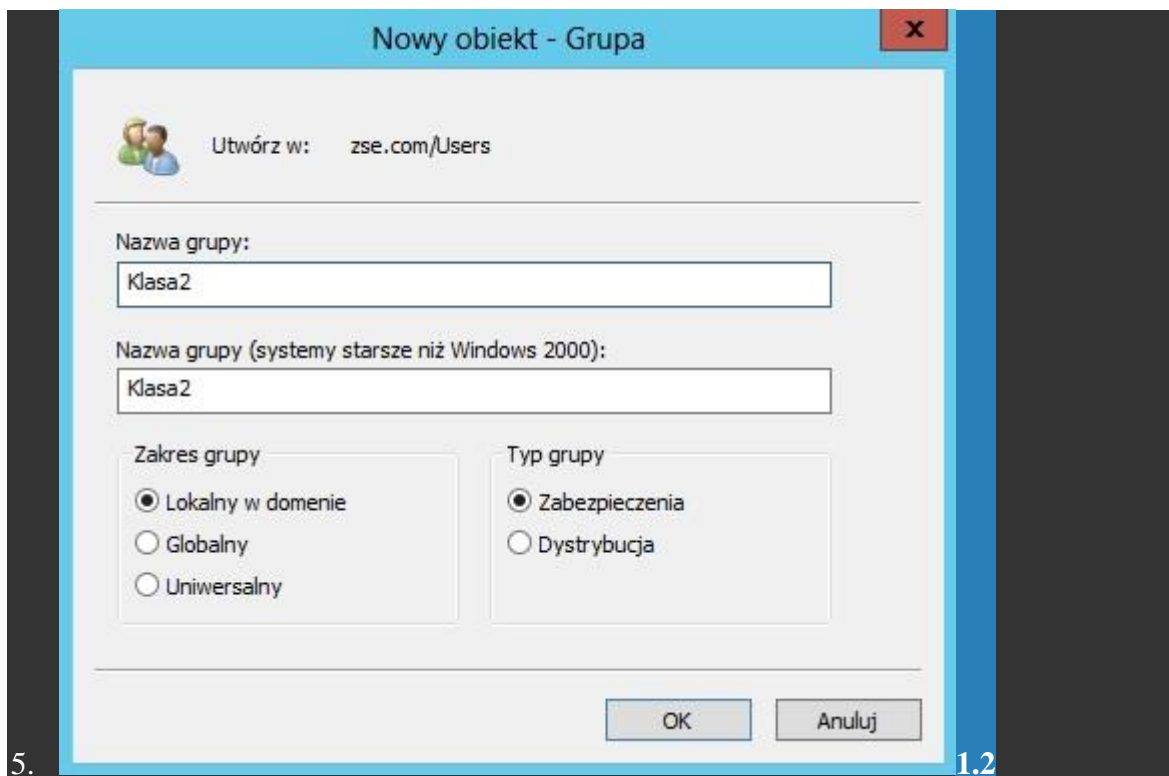 Nowy obiekt - Grupa
x
Utwórz w: zse.com/Users
Nazwa grupy:
Klasa2
Nazwa grupy (systemy starsze niż Windows 2000):
Klasa2
Zakres grupy
Lokalny w domenie
Globalny
Uniwersalny
Typ grupy
Zabezpieczenia
Dystrybucja
OK Anuluj
5. 1.2